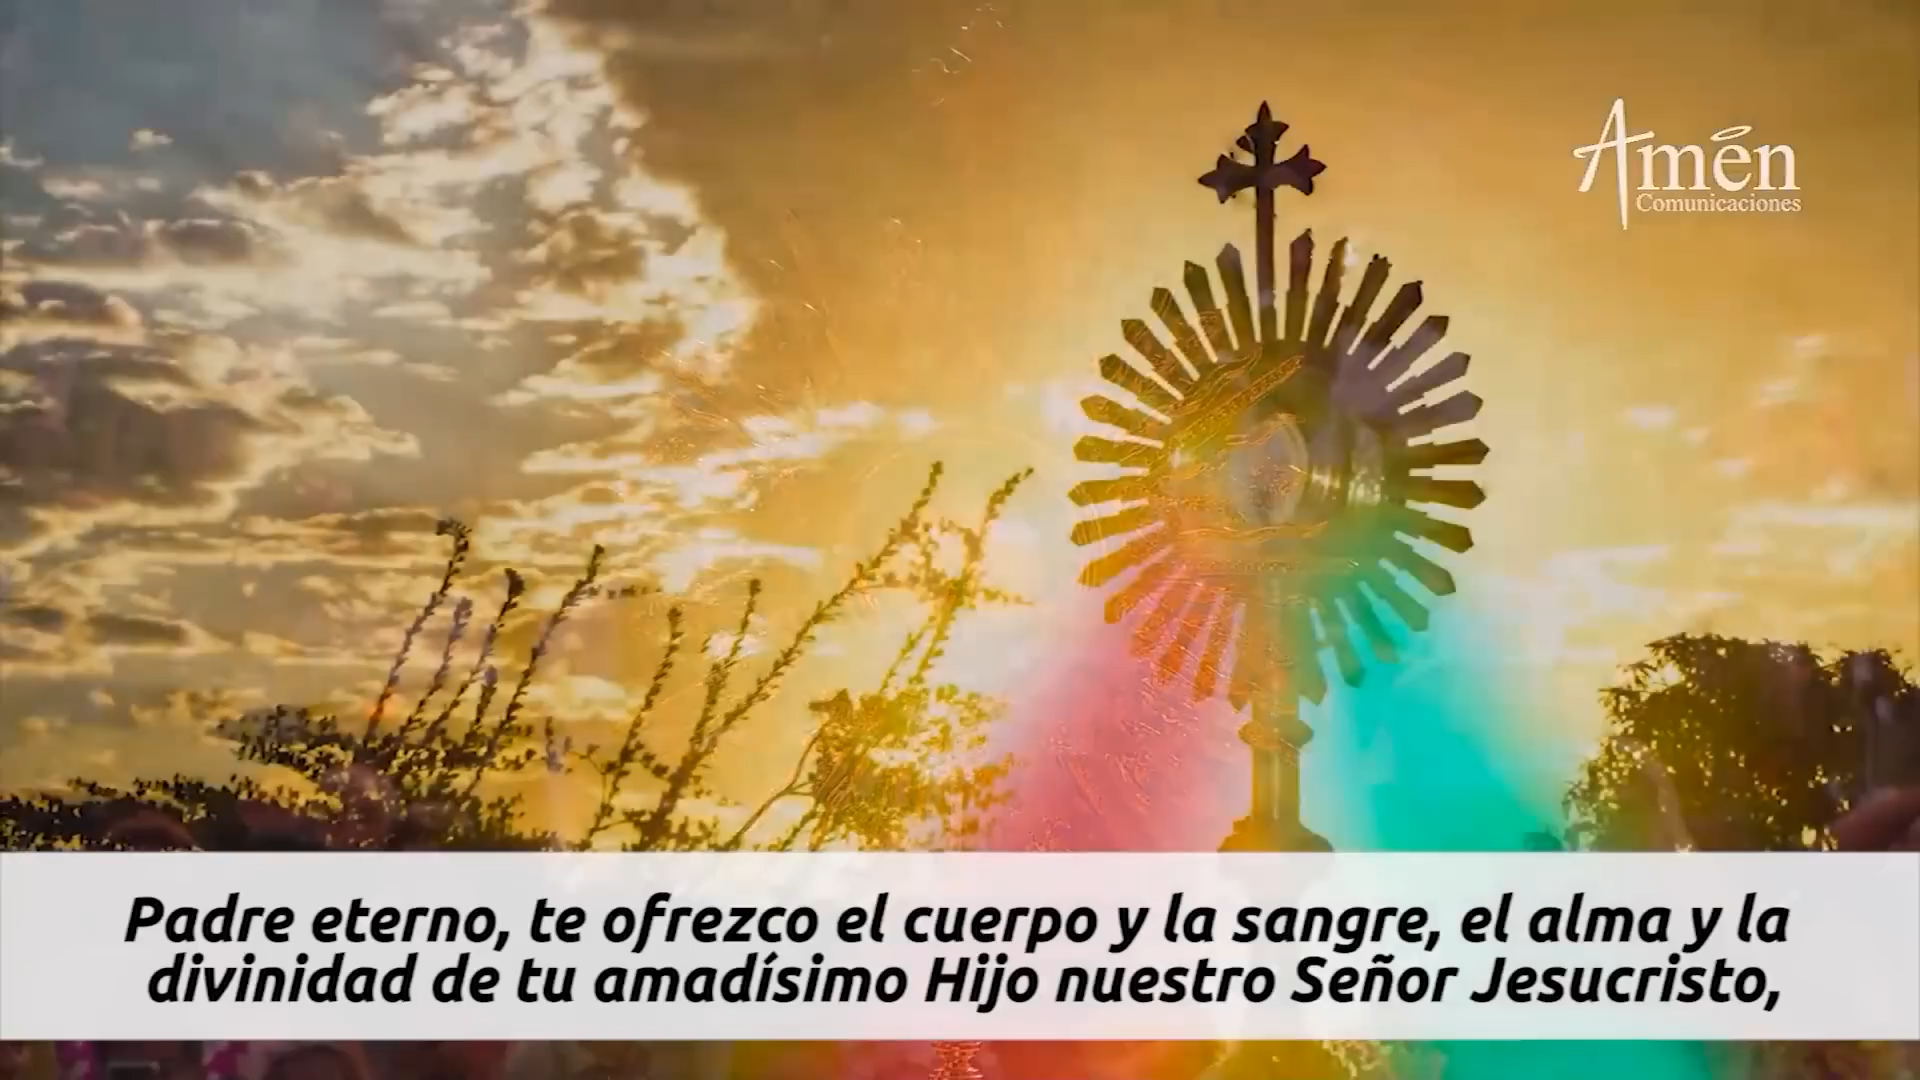 Amén
Comunicaciones
Padre eterno, te ofrezco el cuerpo y la sangre, el alma y la
divinidad de tu amadísimo Hijo nuestro Señor Jesucristo,